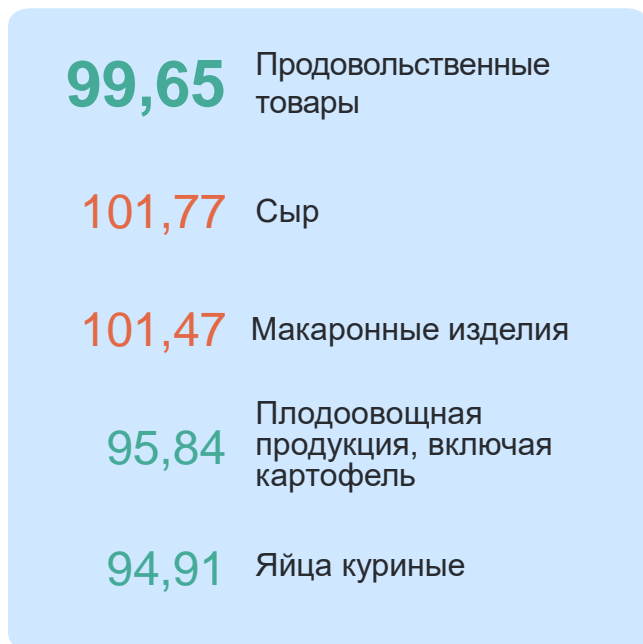 99,65 Продовольственные
товары
101,77 Сыр
101,47 Макаронные изделия
Плодоовощная
95,84 продукция, включая
картофель
94,91 Яйца куриные